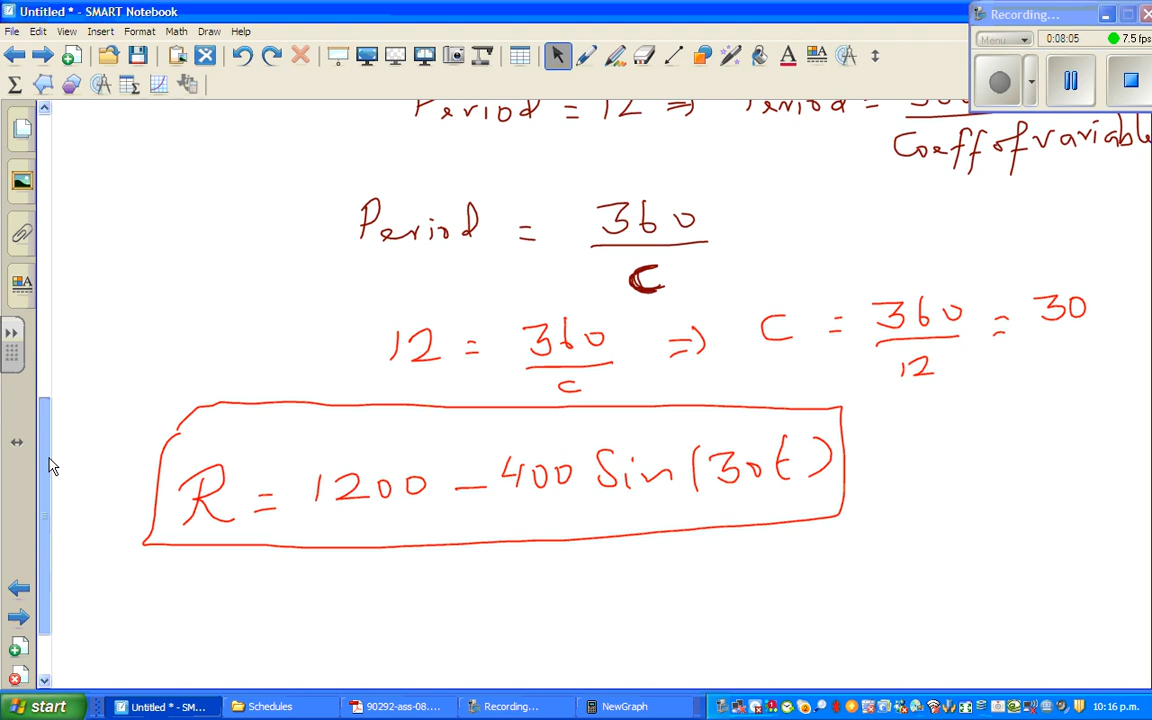 Untitled * - SMART Notebook
Recording...
File Edit View Insert Format Math Draw Help
Menu
0:08:05
7.5 fps
Period = 12 ⇒ Period = 360
Coeff of variable
Period = 360
C
12 = 360 ⇒ C = 360 = 30
c 12
R = 1200 - 400 Sin(30t)
start
Untitled * - SM...
Schedules
90292-ass-08....
Recording...
NewGraph
10:16 p.m.